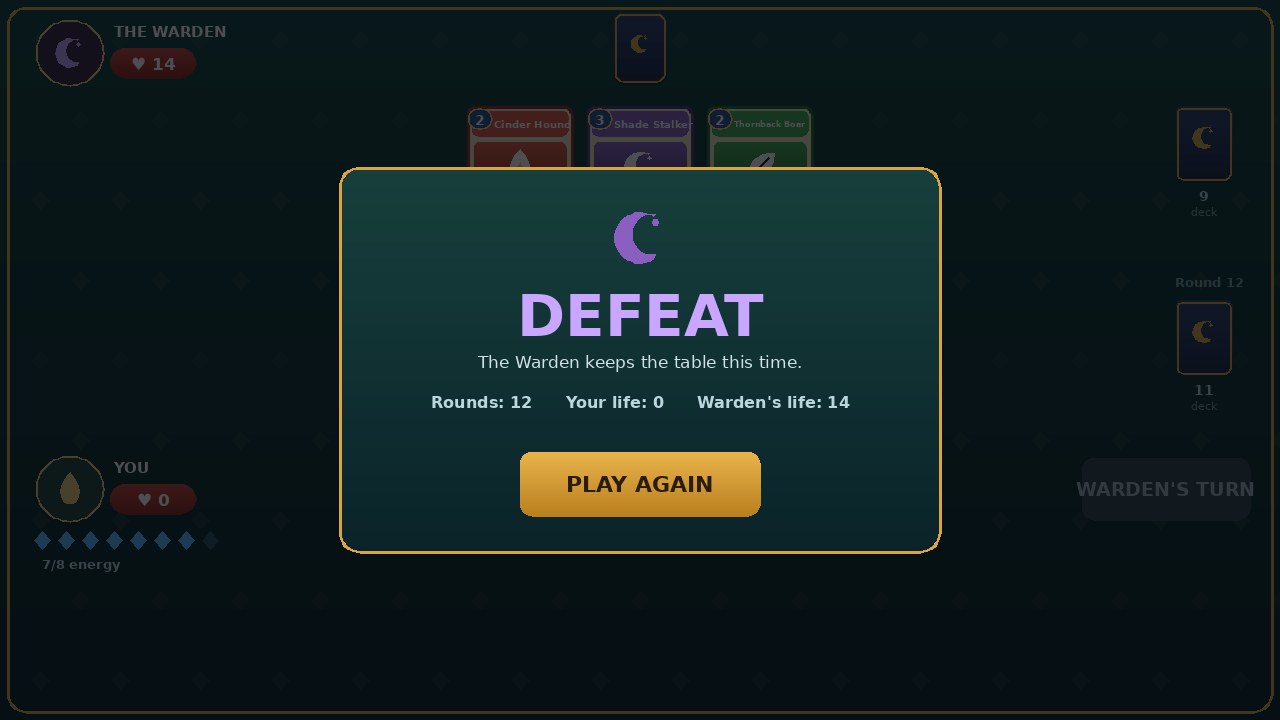 THE WARDEN
♥ 14
2 Cinder Hound
3 Shade Stalker
2 Thornback Boar
9
deck
Round 12
11
deck
DEFEAT
The Warden keeps the table this time.
Rounds: 12 Your life: 0 Warden's life: 14
PLAY AGAIN
YOU
♥ 0
7/8 energy
WARDEN'S TURN